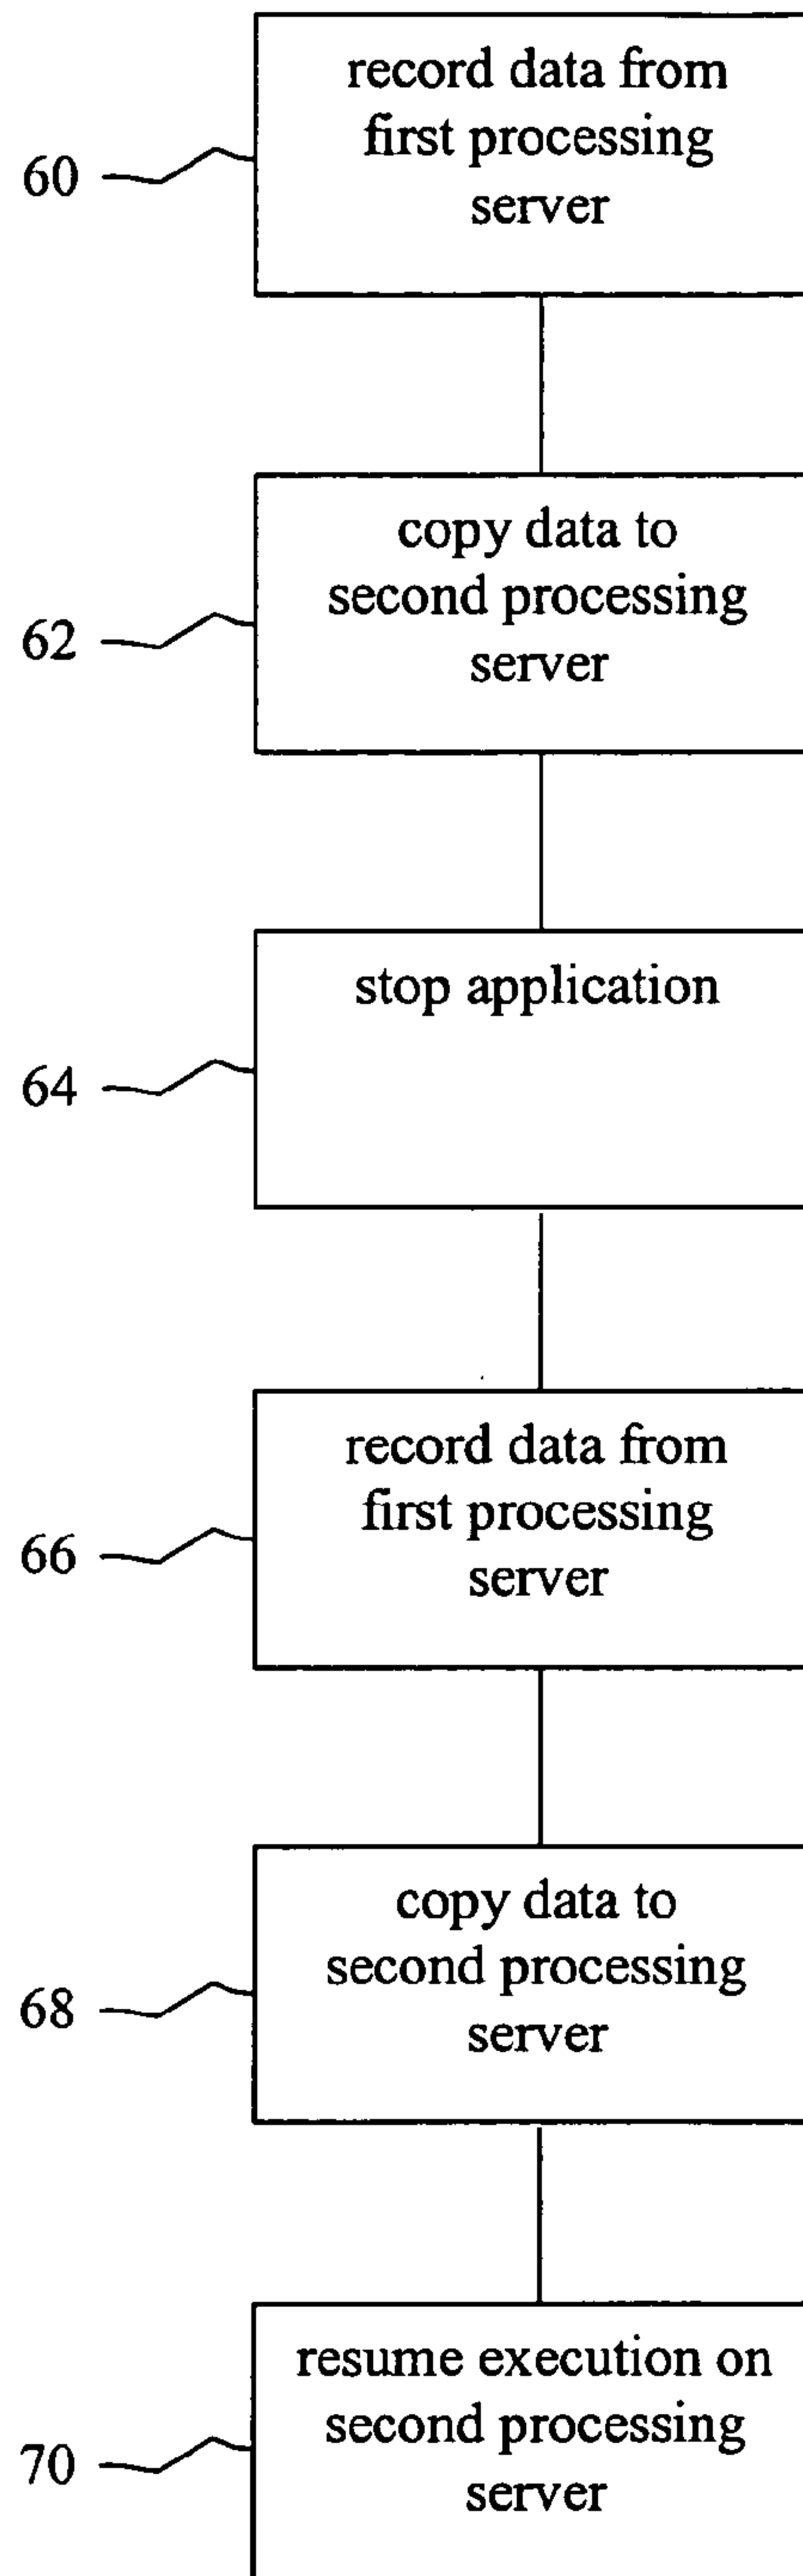 record data from
first processing
server
60
copy data to
second processing
server
62
stop application
64
record data from
first processing
server
66
copy data to
second processing
server
68
resume execution on
second processing
server
70